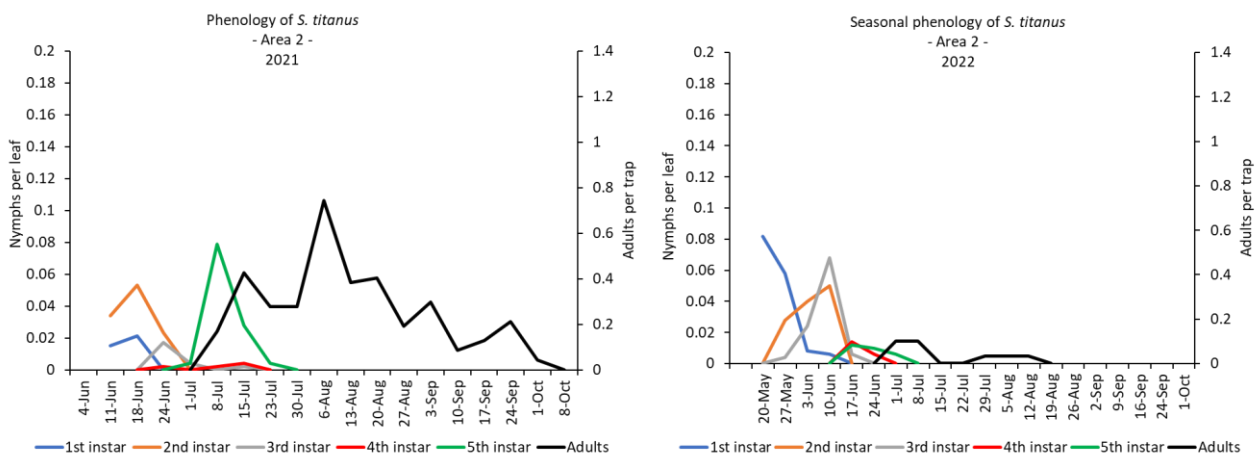 Phenology of S. titanus
- Area 2 -
2021
0.2
0.18
0.16
0.14
0.12
0.1
0.08
0.06
0.04
0.02
0
Nymphs per leaf
1.4
1.2
1
0.8
0.6
0.4
0.2
0
Adults per trap
4-Jun
11-Jun
18-Jun
24-Jun
1-Jul
8-Jul
15-Jul
23-Jul
30-Jul
6-Aug
13-Aug
20-Aug
27-Aug
3-Sep
10-Sep
17-Sep
24-Sep
1-Oct
8-Oct
1st instar 2nd instar 3rd instar 4th instar 5th instar Adults
Seasonal phenology of S. titanus
- Area 2 -
2022
0.2
0.18
0.16
0.14
0.12
0.1
0.08
0.06
0.04
0.02
0
Nymphs per leaf
1.4
1.2
1
0.8
0.6
0.4
0.2
0
Adults per trap
20-May
27-May
3-Jun
10-Jun
17-Jun
24-Jun
1-Jul
8-Jul
15-Jul
22-Jul
29-Jul
5-Aug
12-Aug
19-Aug
26-Aug
2-Sep
9-Sep
16-Sep
24-Sep
1-Oct
1st instar 2nd instar 3rd instar 4th instar 5th instar Adults